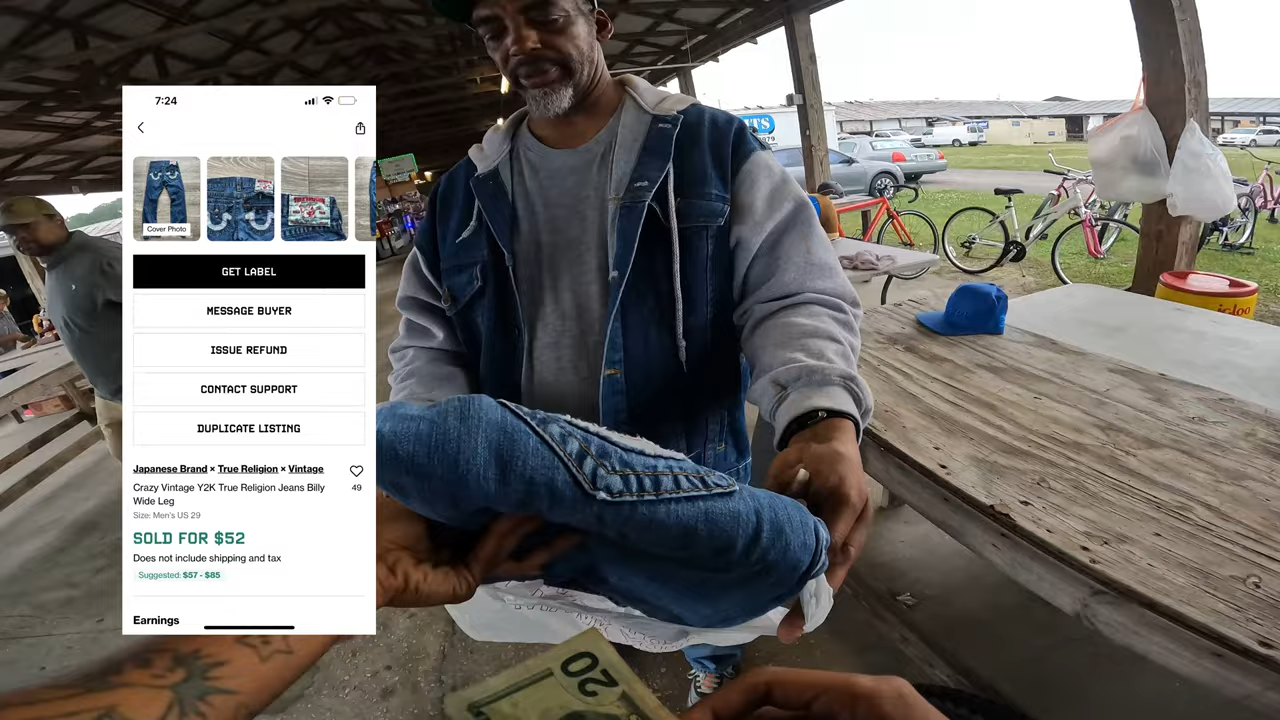 7:24
Cover Photo
GET LABEL
MESSAGE BUYER
ISSUE REFUND
CONTACT SUPPORT
DUPLICATE LISTING
Japanese Brand × True Religion × Vintage
49
Crazy Vintage Y2K True Religion Jeans Billy
Wide Leg
Size: Men's US 29
SOLD FOR $52
Does not include shipping and tax
Suggested: $57 - $85
Earnings
20
igloo